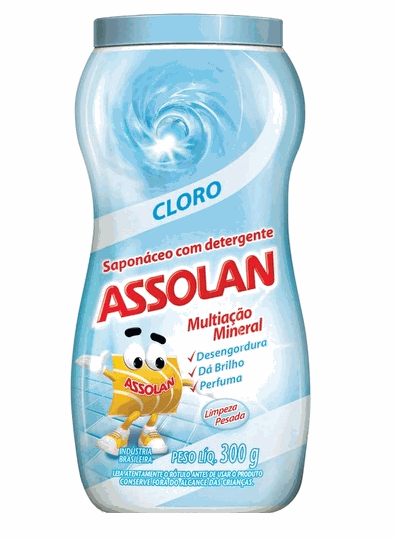 CLORO
Saponáceo com detergente
ASSOLAN
Multiação
Mineral
Desengordura
Dá Brilho
Perfuma
ASSOLAN
Limpeza
Pesada
INDÚSTRIA
BRASILEIRA
PESO LÍQ. 300 g
LEIA ATENTAMENTE O RÓTULO ANTES DE USAR O PRODUTO
CONSERVE FORA DO ALCANCE DAS CRIANÇAS.